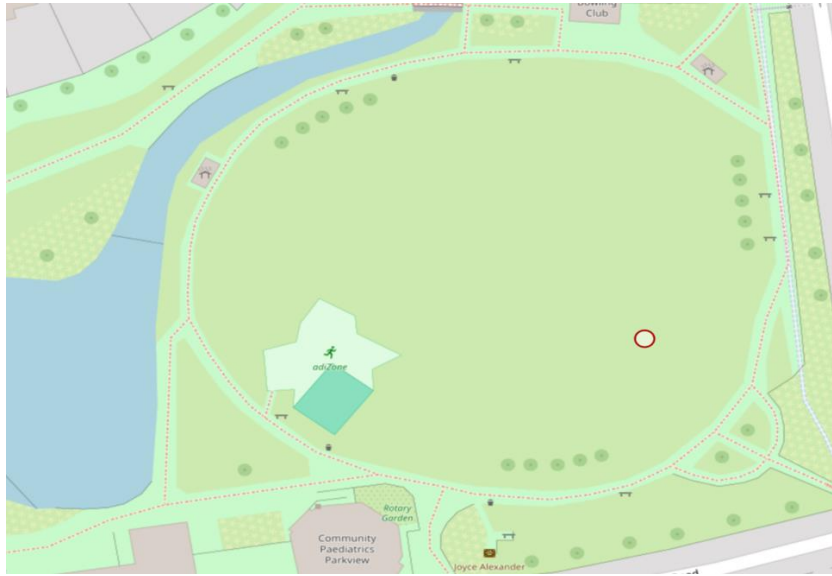 Bowling
Club
adiZone
Rotary
Garden
Community
Paediatrics
Parkview
Joyce Alexander